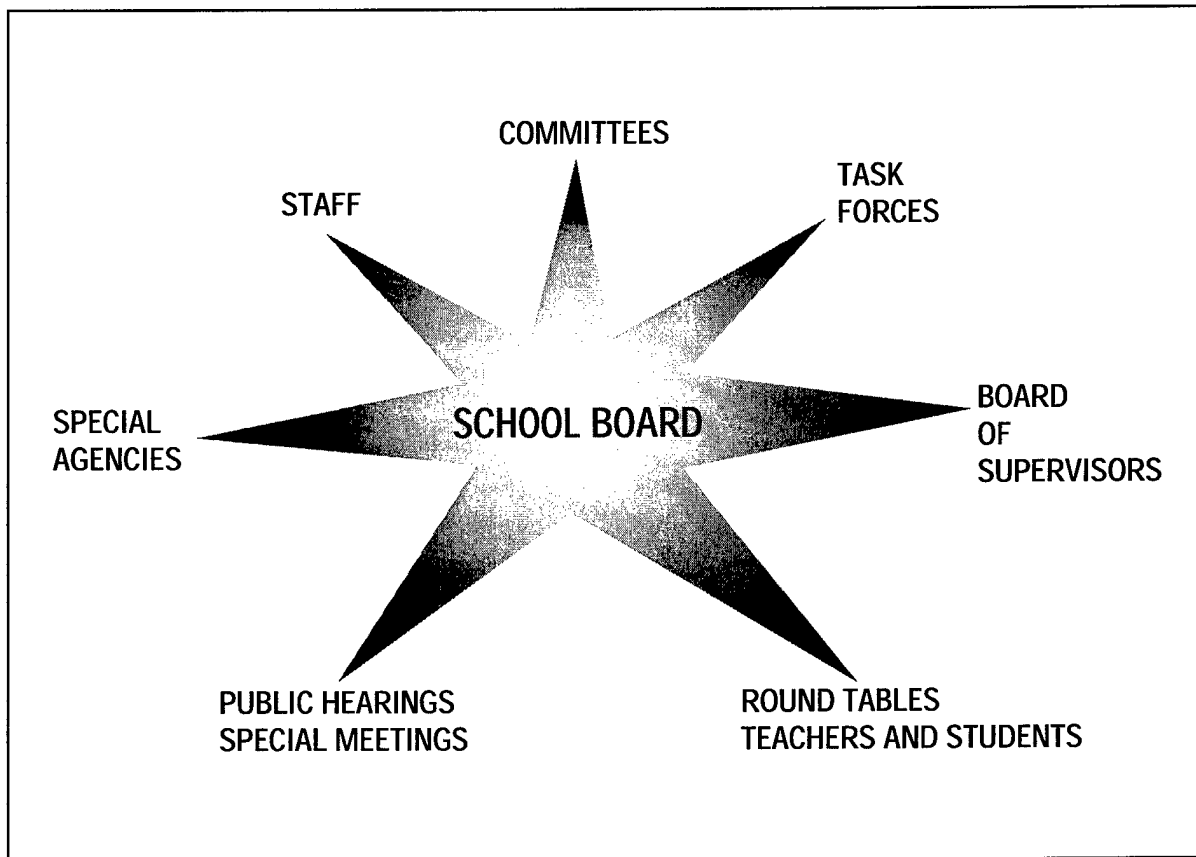 COMMITTEES
TASK
FORCES
STAFF
BOARD
OF
SUPERVISORS
SPECIAL
AGENCIES
SCHOOL BOARD
PUBLIC HEARINGS
SPECIAL MEETINGS
ROUND TABLES
TEACHERS AND STUDENTS